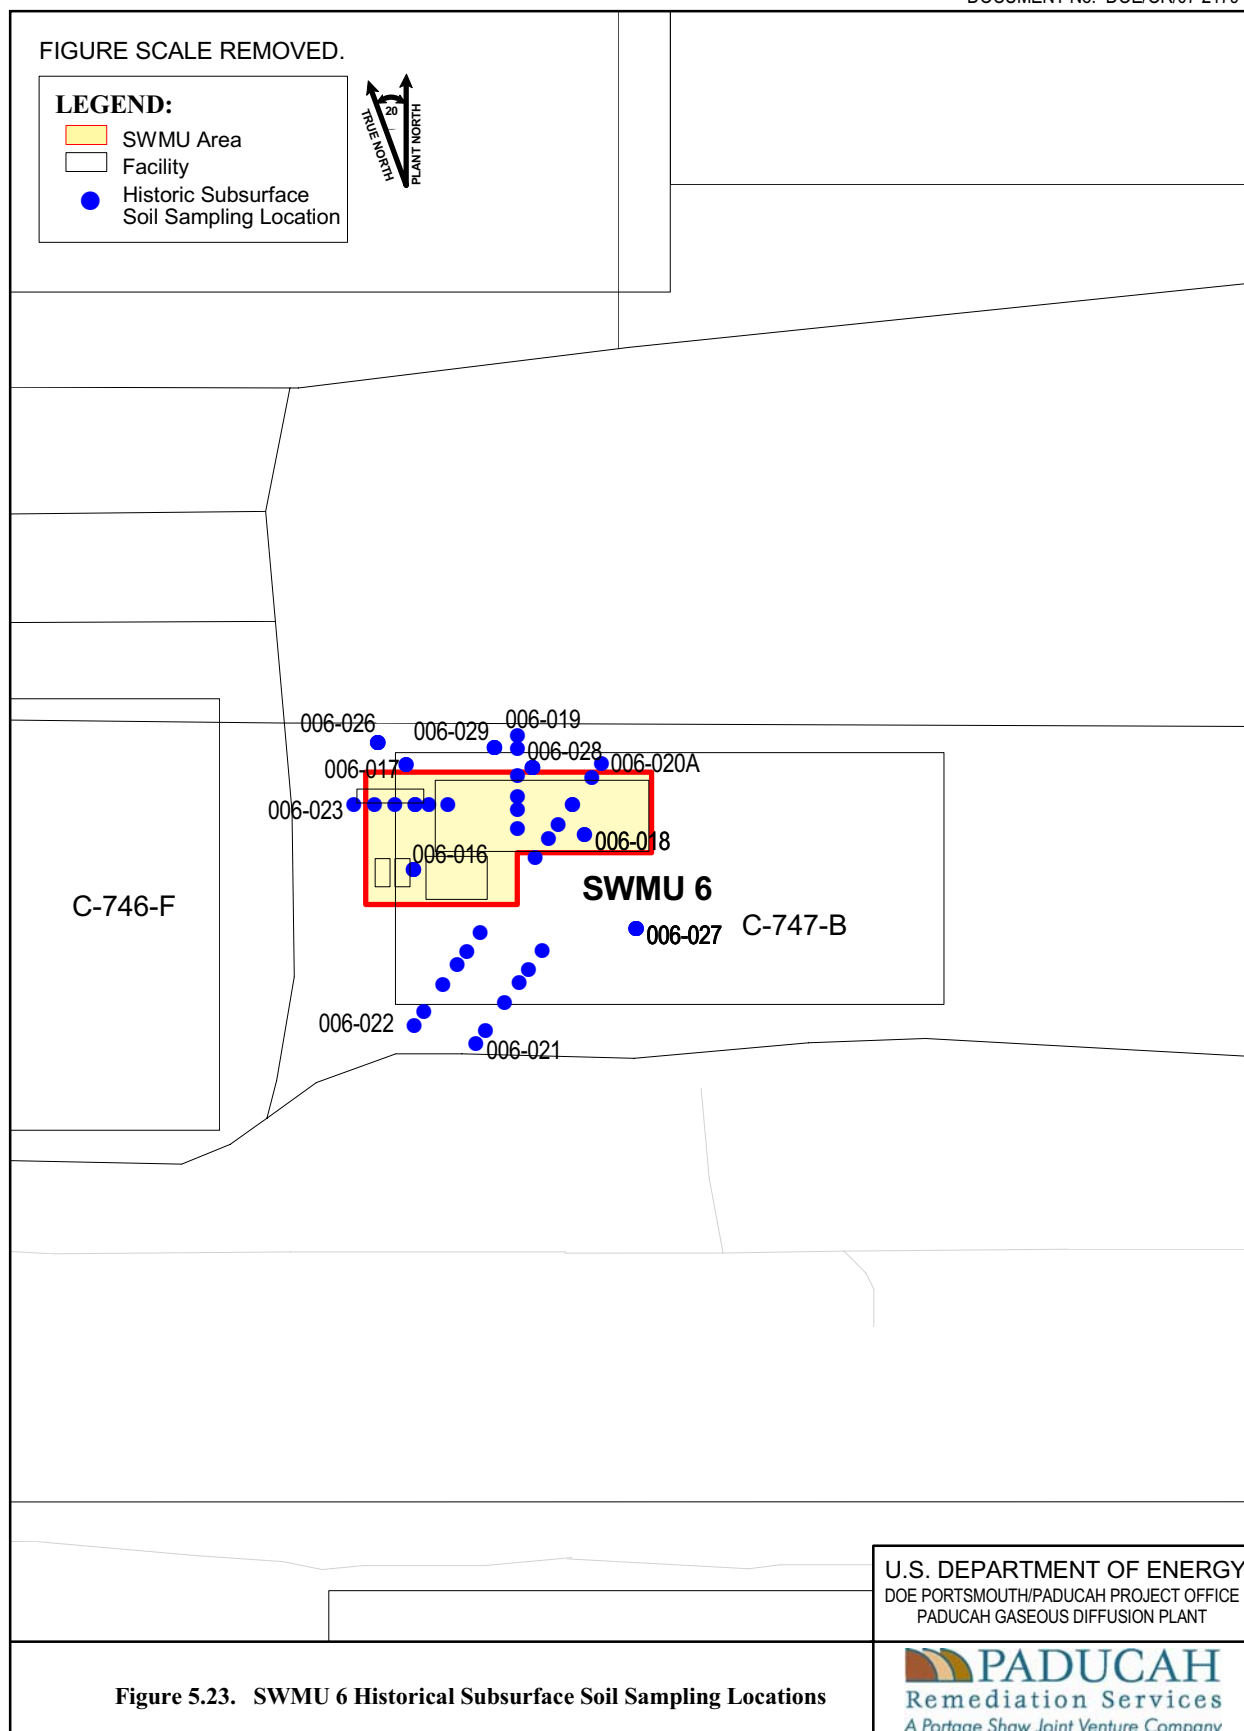 FIGURE SCALE REMOVED.
LEGEND:
SWMU Area
Facility
Historic Subsurface
Soil Sampling Location
20
TRUE NORTH
PLANT NORTH
006-026
006-029
006-019
006-028
006-017
006-020A
006-023
006-018
006-016
SWMU 6
C-746-F
C-747-B
006-027
006-022
006-021
U.S. DEPARTMENT OF ENERGY
DOE PORTSMOUTH/PADUCAH PROJECT OFFICE
PADUCAH GASEOUS DIFFUSION PLANT
Figure 5.23. SWMU 6 Historical Subsurface Soil Sampling Locations
PADUCAH
Remediation Services
A Portage Shaw Joint Venture Company